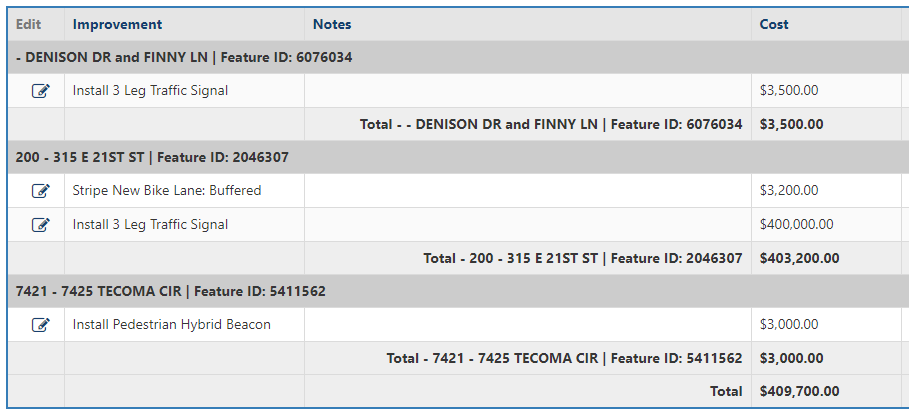 Edit Improvement Notes Cost
- DENISON DR and FINNY LN | Feature ID: 6076034
Install 3 Leg Traffic Signal $3,500.00
Total - - DENISON DR and FINNY LN | Feature ID: 6076034 $3,500.00
200 - 315 E 21ST ST | Feature ID: 2046307
Stripe New Bike Lane: Buffered $3,200.00
Install 3 Leg Traffic Signal $400,000.00
Total - 200 - 315 E 21ST ST | Feature ID: 2046307 $403,200.00
7421 - 7425 TECOMA CIR | Feature ID: 5411562
Install Pedestrian Hybrid Beacon $3,000.00
Total - 7421 - 7425 TECOMA CIR | Feature ID: 5411562 $3,000.00
Total $409,700.00